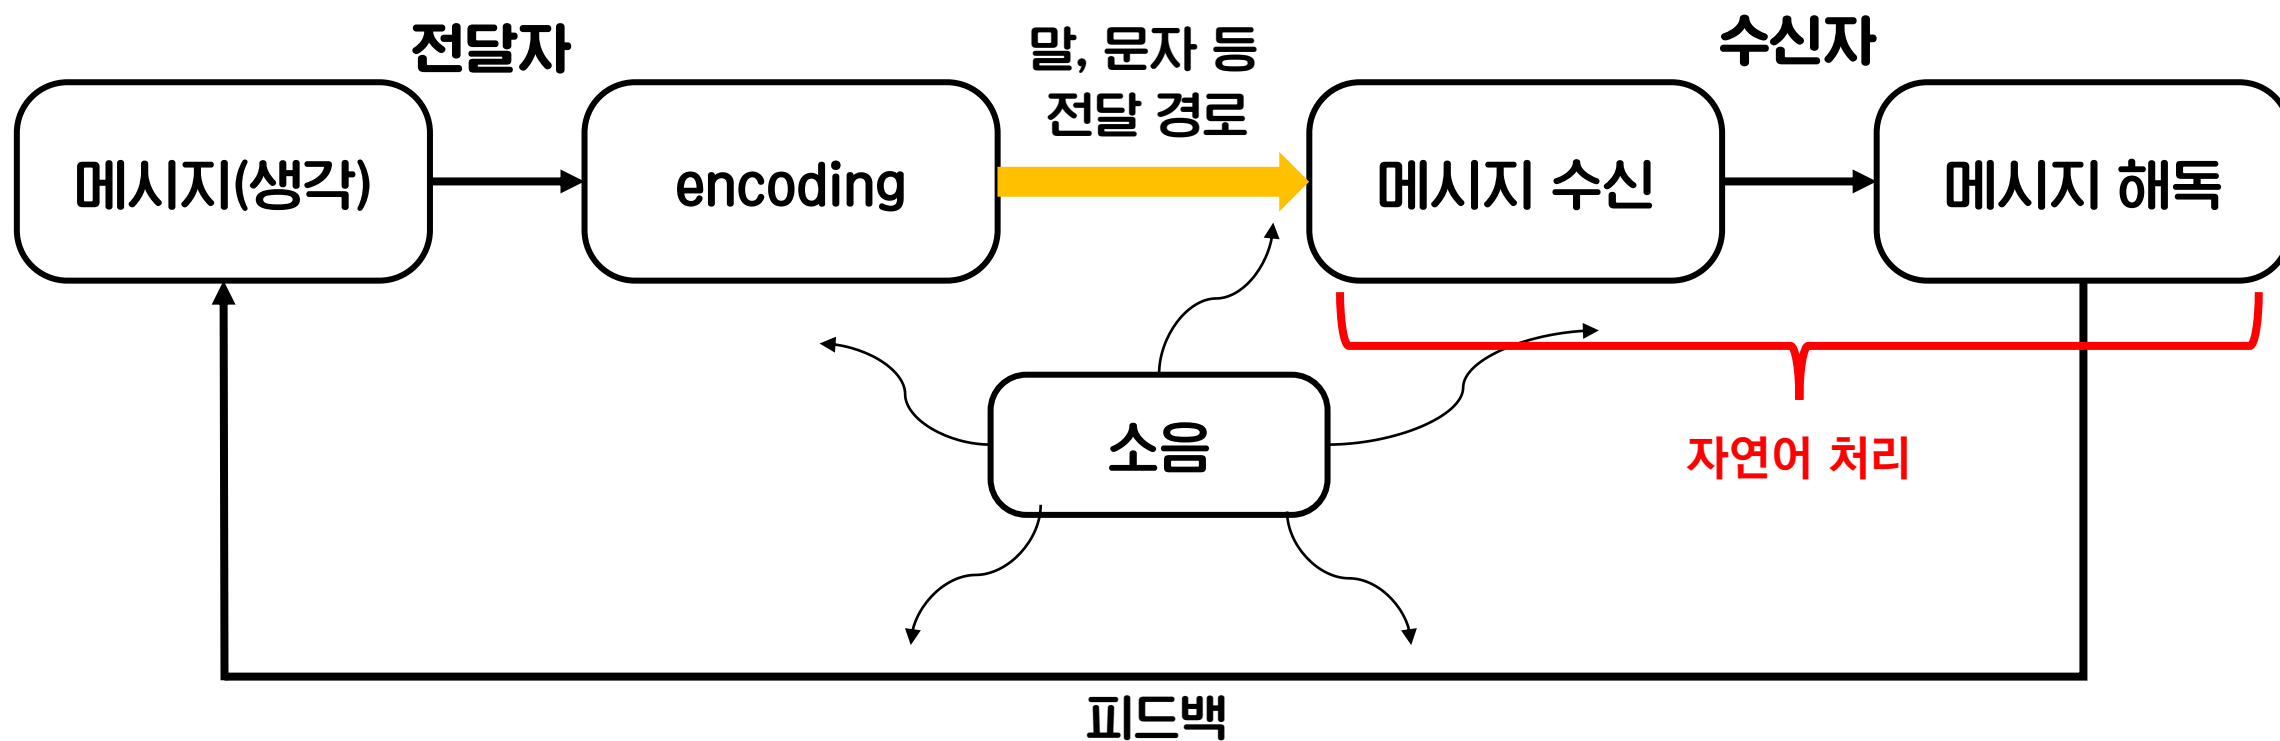 전달자
말, 문자 등
전달 경로
수신자
메시지(생각)
encoding
메시지 수신
메시지 해독
소음
자연어 처리
피드백